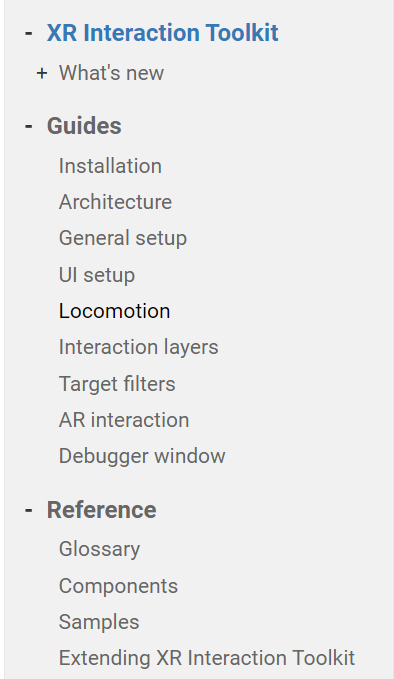 - XR Interaction Toolkit
+ What's new
- Guides
Installation
Architecture
General setup
UI setup
Locomotion
Interaction layers
Target filters
AR interaction
Debugger window
- Reference
Glossary
Components
Samples
Extending XR Interaction Toolkit